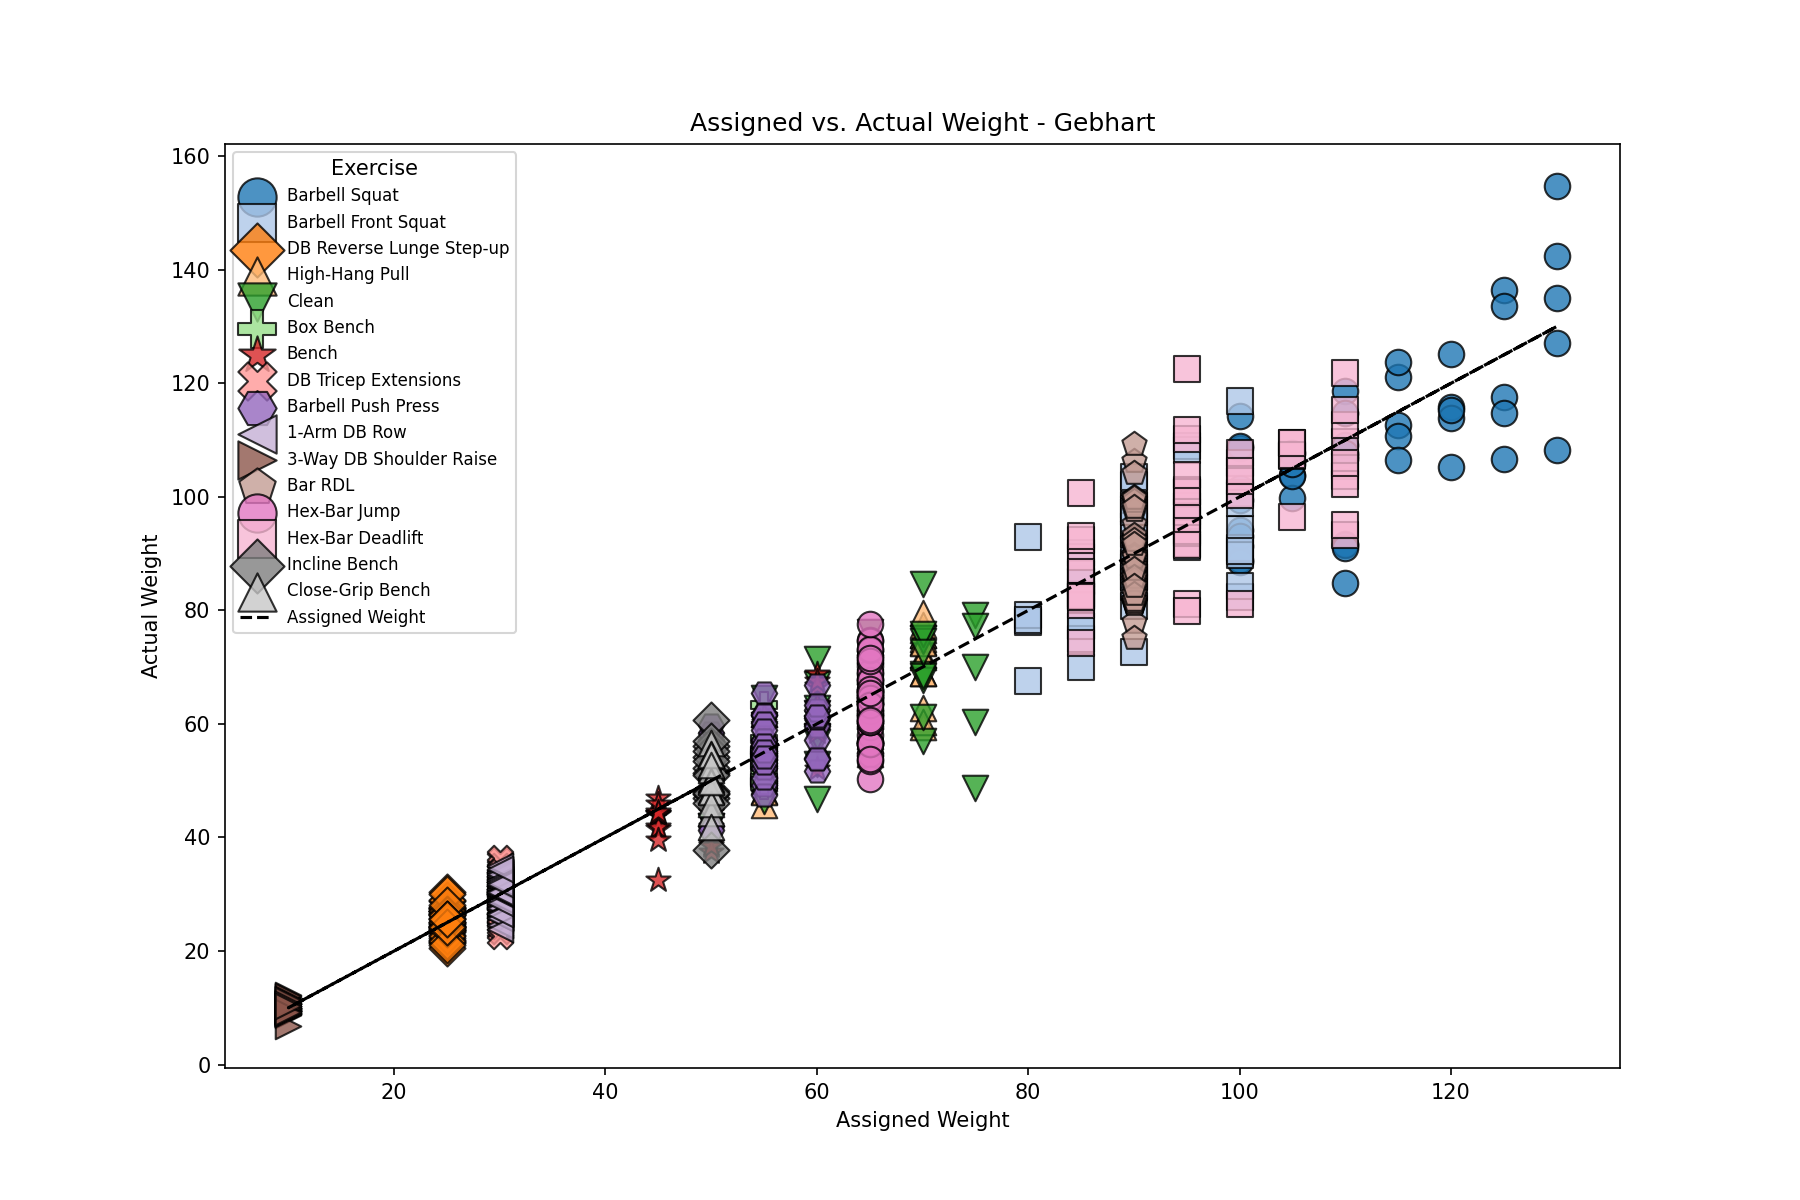 Assigned vs. Actual Weight - Gebhart
Exercise
Barbell Squat
Barbell Front Squat
DB Reverse Lunge Step-up
High-Hang Pull
Clean
Box Bench
Bench
DB Tricep Extensions
Barbell Push Press
1-Arm DB Row
3-Way DB Shoulder Raise
Bar RDL
Hex-Bar Jump
Hex-Bar Deadlift
Incline Bench
Close-Grip Bench
Assigned Weight
Actual Weight
160
140
120
100
80
60
40
20
0
20 40 60 80 100 120
Assigned Weight